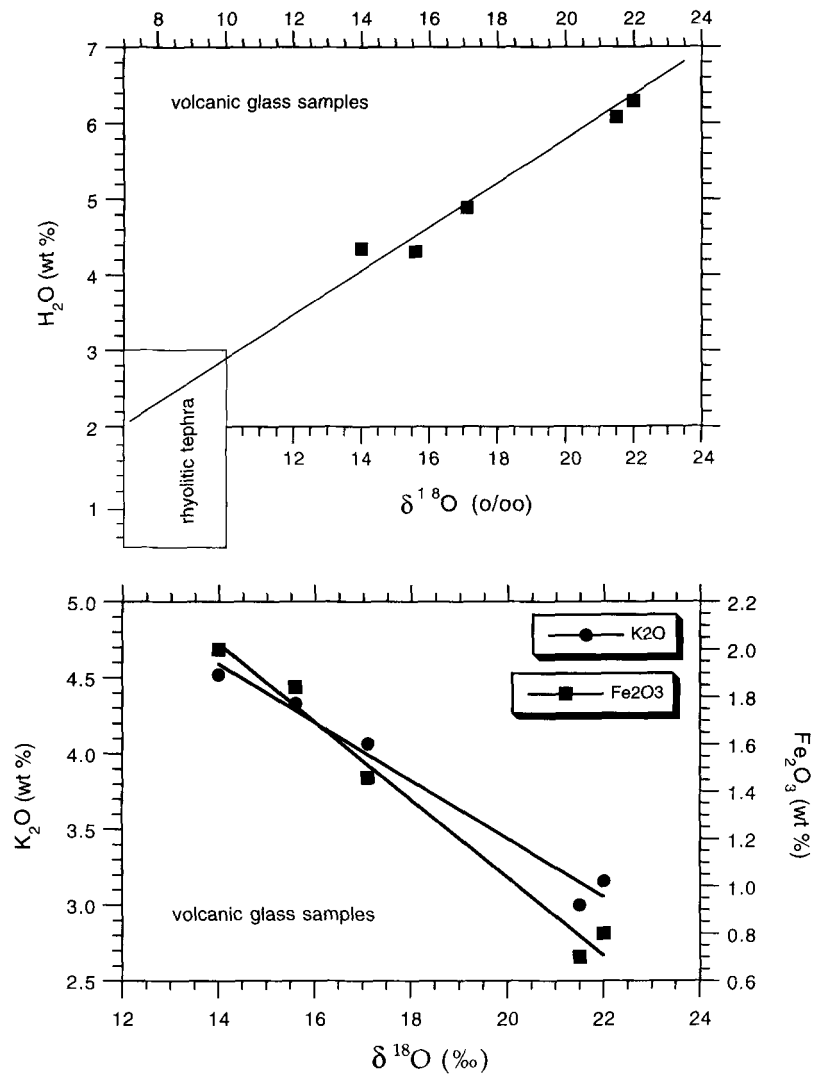 8 10 12 14 16 18 20 22 24
7
volcanic glass samples
6
5
H2O (wt %)
4
3
rhyolitic tephra
2
12 14 16 18 20 22 24
1
δ18O (o/oo)
5.0
2.2
K2O
4.5
2.0
Fe2O3
1.8
4.0
1.6
K2O (wt %)
Fe2O3 (wt %)
1.4
3.5
1.2
3.0
1.0
volcanic glass samples
0.8
2.5
0.6
12 14 16 18 20 22 24
δ18O (‰)